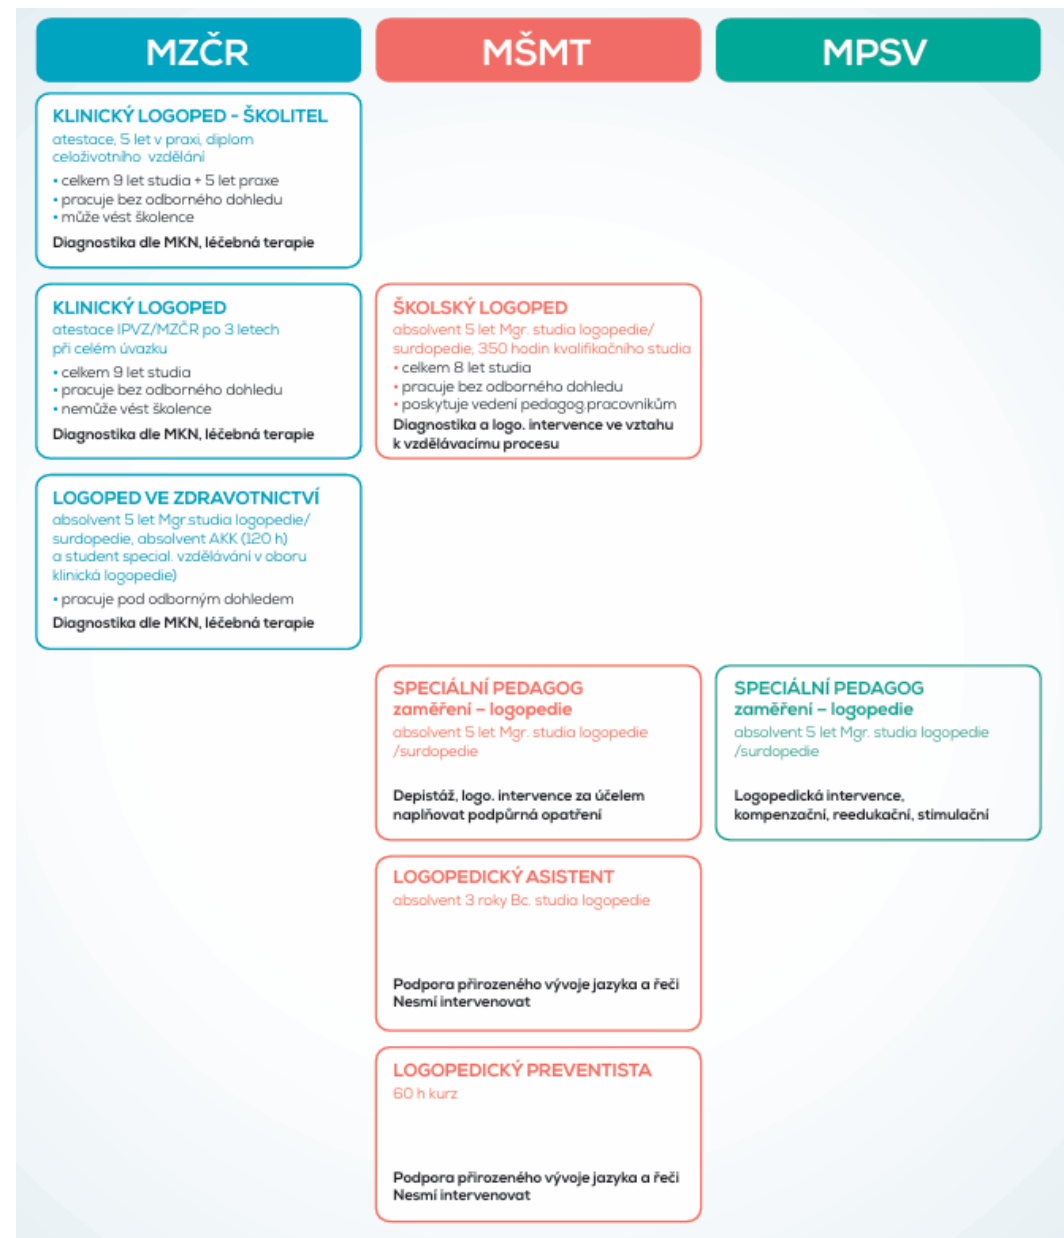 MZČR
MŠMT
MPSV
KLINICKÝ LOGOPED - ŠKOLITEL
atestace, 5 let v praxi, diplom
celoživotního vzdělání
• celkem 9 let studia + 5 let praxe
• pracuje bez odborného dohledu
• může vést školence
Diagnostika dle MKN, léčebná terapie
KLINICKÝ LOGOPED
atestace IPVZ/MZČR po 3 letech
při celém úvazku
• celkem 9 let studia
• pracuje bez odborného dohledu
• nemůže vést školence
Diagnostika dle MKN, léčebná terapie
ŠKOLSKÝ LOGOPED
absolvent 5 let Mgr. studia logopedie/
surdopedie, 350 hodin kvalifikačního studia
• celkem 8 let studia
• pracuje bez odborného dohledu
• poskytuje vedení pedagog.pracovníkům
Diagnostika a logo. intervence ve vztahu
k vzdělávacímu procesu
LOGOPED VE ZDRAVOTNICTVÍ
absolvent 5 let Mgr.studia logopedie/
surdopedie, absolvent AKK (120 h)
a student special. vzdělávání v oboru
klinická logopedie)
• pracuje pod odborným dohledem
Diagnostika dle MKN, léčebná terapie
SPECIÁLNÍ PEDAGOG
zaměření – logopedie
absolvent 5 let Mgr. studia logopedie
/surdopedie
Depistáž, logo. intervence za účelem
naplňovat podpůrná opatření
SPECIÁLNÍ PEDAGOG
zaměření – logopedie
absolvent 5 let Mgr. studia logopedie
/surdopedie
Logopedická intervence,
kompenzační, reedukační, stimulační
LOGOPEDICKÝ ASISTENT
absolvent 3 roky Bc. studia logopedie
Podpora přirozeného vývoje jazyka a řeči
Nesmí intervenovat
LOGOPEDICKÝ PREVENTISTA
60 h kurz
Podpora přirozeného vývoje jazyka a řeči
Nesmí intervenovat